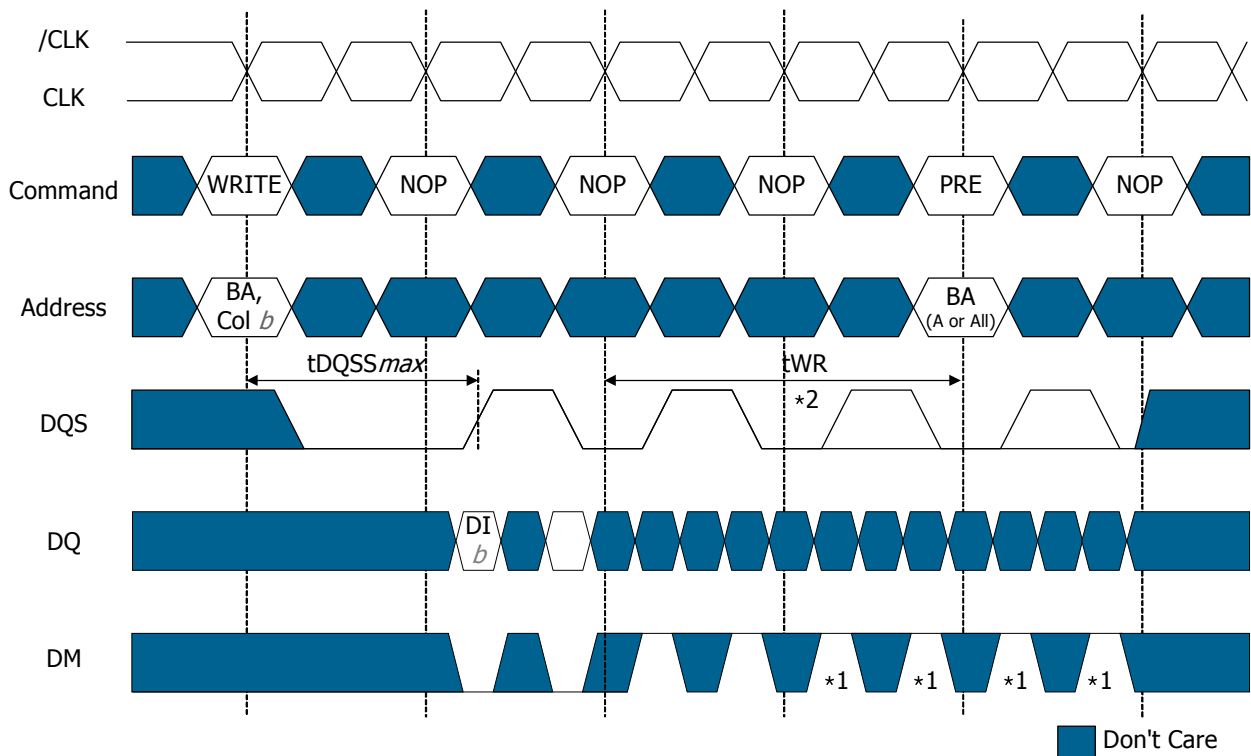 /CLK
CLK
Command
WRITE
NOP
NOP
NOP
PRE
NOP
Address
BA,
Col b
BA
(A or All)
tDQSSmax
tWR
DQS
*2
DQ
DI
b
DM
*1
*1
*1
*1
Don't Care